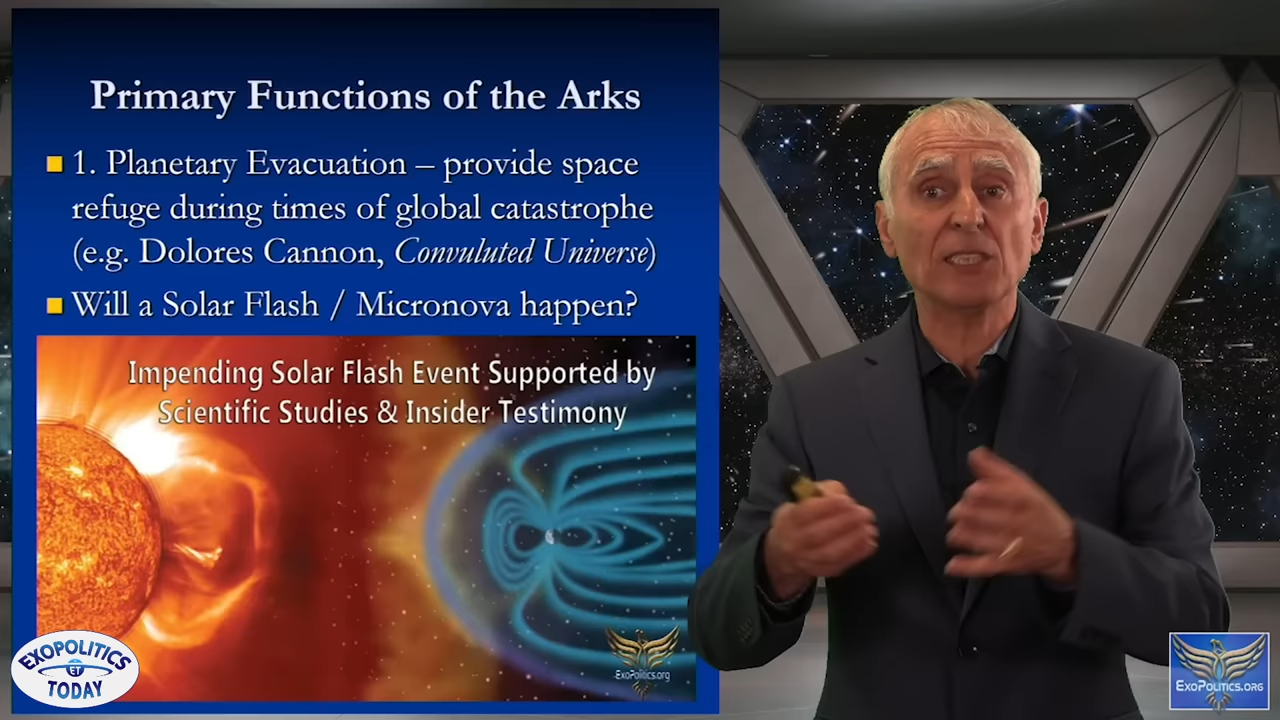 Primary Functions of the Arks
1. Planetary Evacuation – provide space
refuge during times of global catastrophe
(e.g. Dolores Cannon, Convuluted Universe)
Will a Solar Flash / Micronova happen?
Impending Solar Flash Event Supported by
Scientific Studies & Insider Testimony
ExoPolitics.org
EXOPOLITICS
ET
TODAY
EXOPOLITICS.ORG